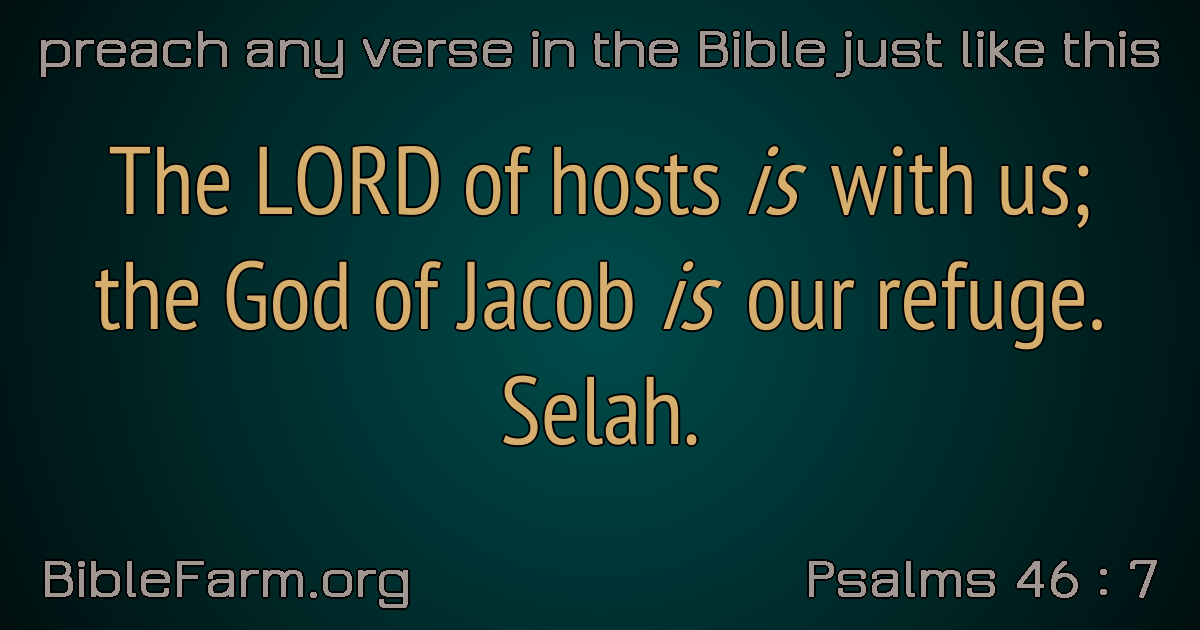 preach any verse in the Bible just like this
The LORD of hosts is with us;
the God of Jacob is our refuge.
Selah.
BibleFarm.org
Psalms 46 : 7